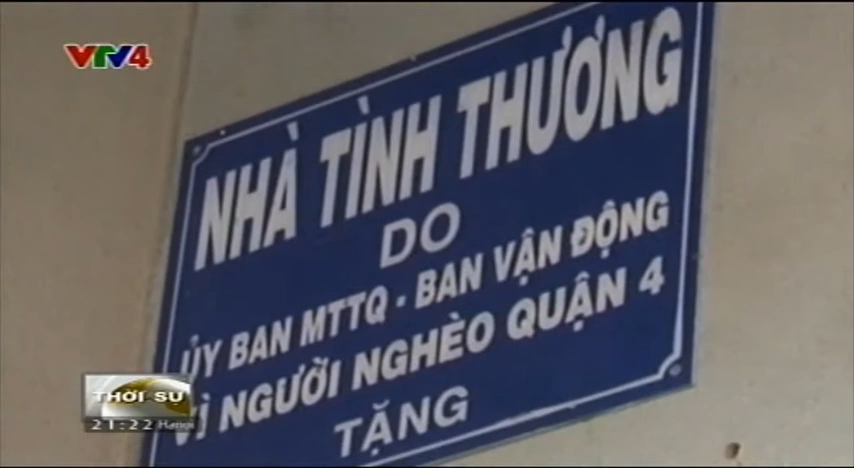 VTV4
NHÀ TÌNH THƯƠNG
DO
ỦY BAN MTTQ - BAN VẬN ĐỘNG
VÌ NGƯỜI NGHÈO QUẬN 4
TẶNG
THỜI SỰ
21:22 Hanoi